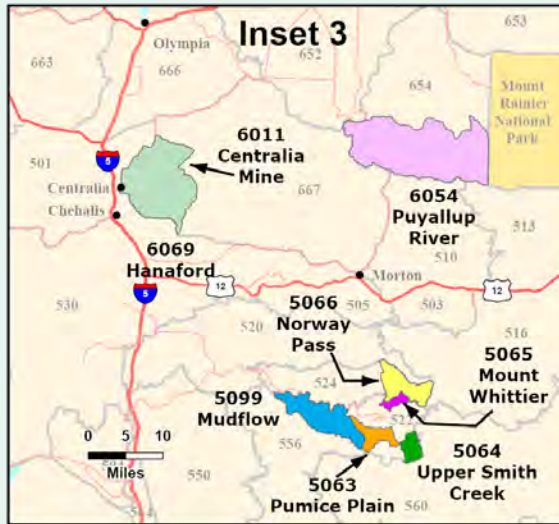 Inset 3
653
Olympia
652
663
666
654
Mount
Rainier
National
Park
6011
Centralia
Mine
501
5
Centralia
667
Chehalis
6054
Puyallup
River
513
510
6069
Hanaford
Morton
12
5
505
503
12
530
5066
Norway
Pass
520
516
5065
Mount
Whittier
524
5099
Mudflow
522
0 5 10
Miles
556
5064
Upper Smith
Creek
550
5063
Pumice Plain
560